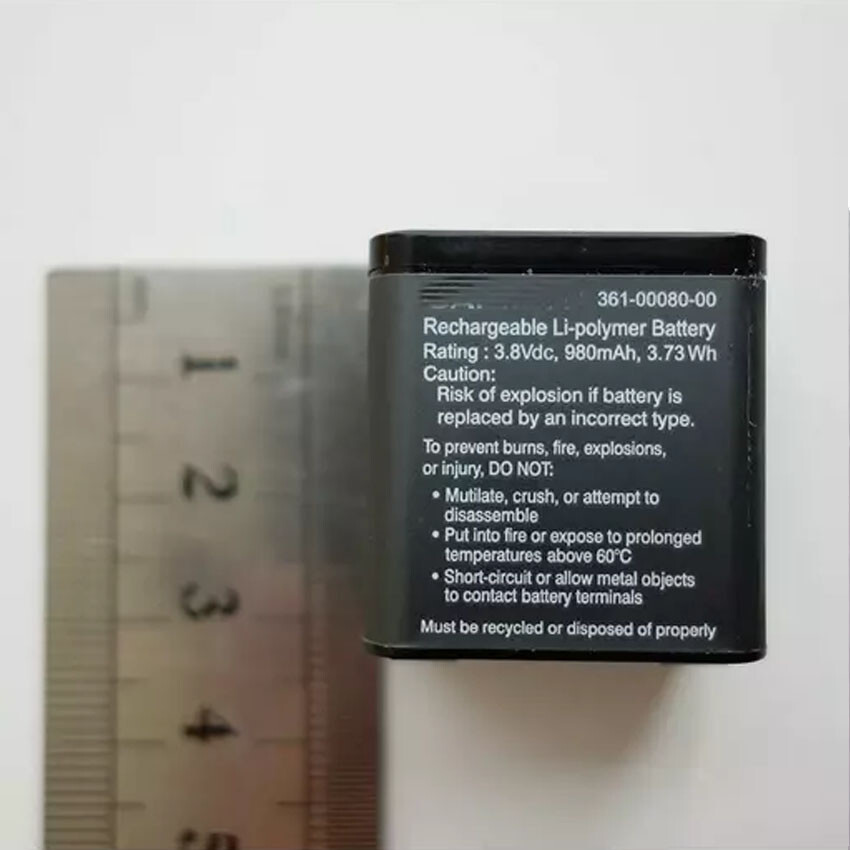 361-00080-00
Rechargeable Li-polymer Battery
Rating : 3.8Vdc, 980mAh, 3.73 Wh
Caution:
Risk of explosion if battery is
replaced by an incorrect type.
To prevent burns, fire, explosions,
or injury, DO NOT:
• Mutilate, crush, or attempt to
disassemble
• Put into fire or expose to prolonged
temperatures above 60°C
• Short-circuit or allow metal objects
to contact battery terminals
Must be recycled or disposed of properly
1
2
3
4
5